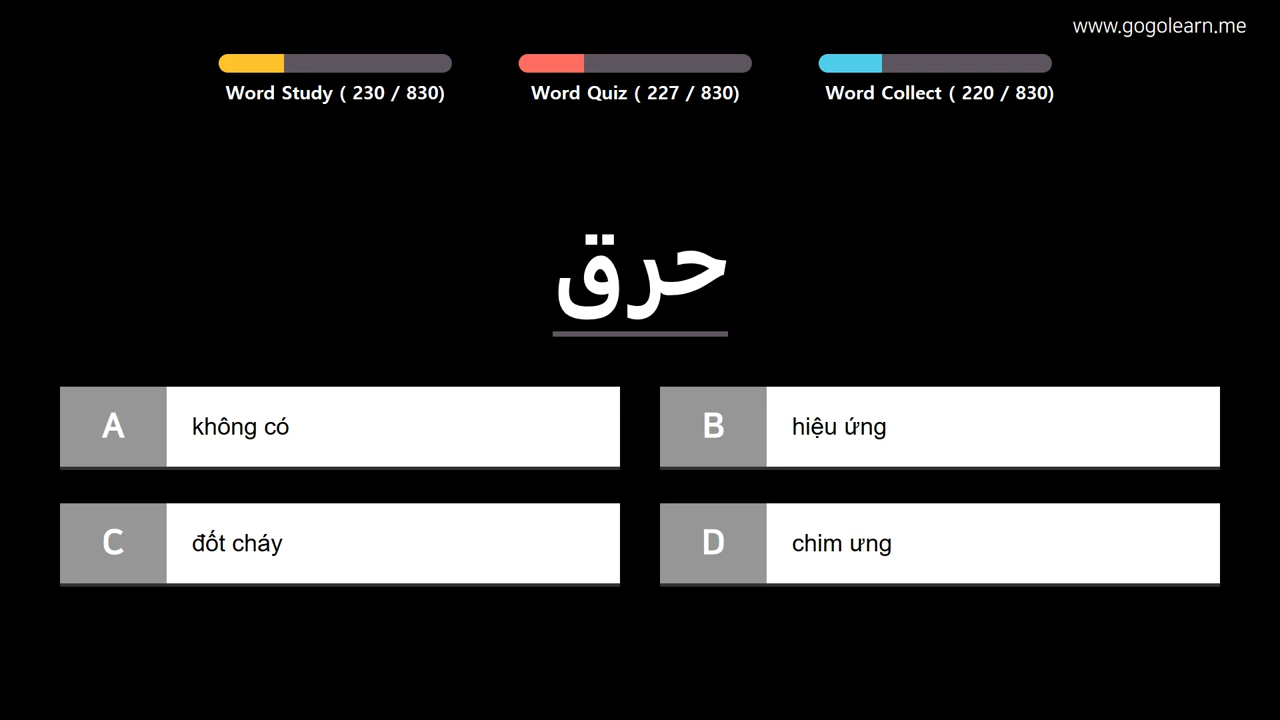 www.gogolearn.me
Word Study ( 230 / 830)
Word Quiz ( 227 / 830)
Word Collect ( 220 / 830)
حرق
A
không có
B
hiệu ứng
C
đốt cháy
D
chim ưng